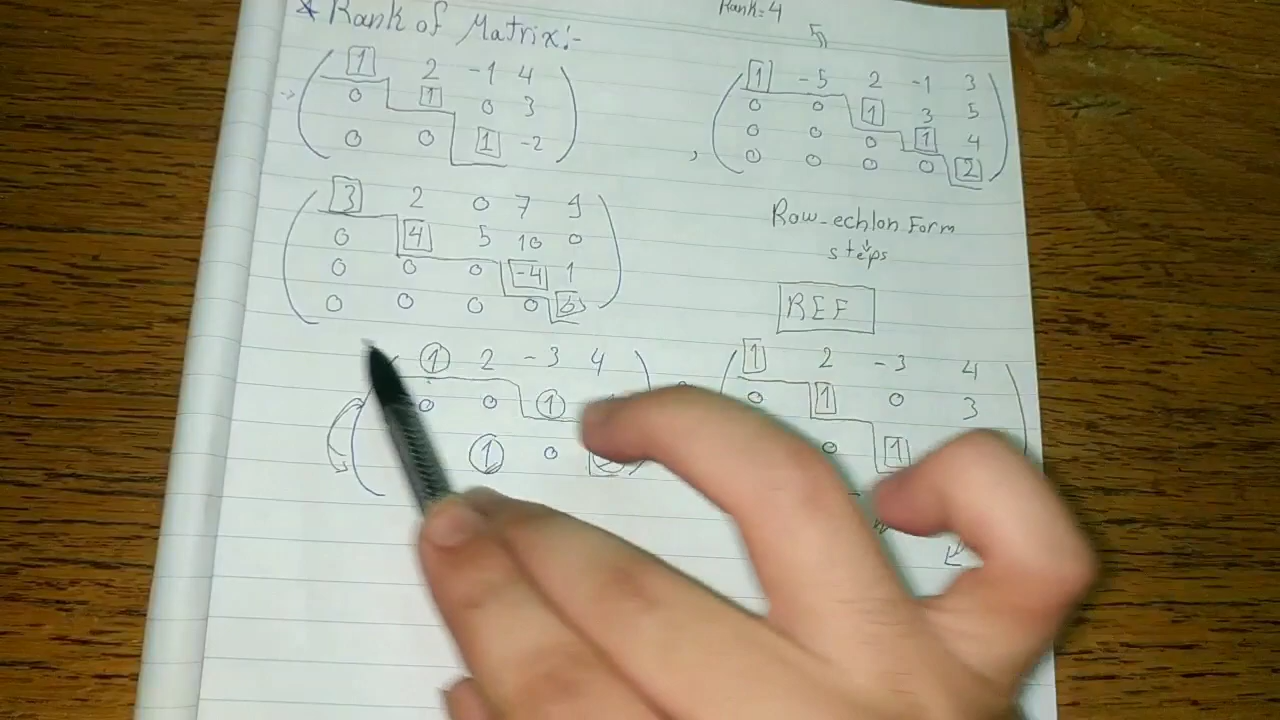 * Rank of Matrix:-
Rank=4
1 2 -1 4
0 1 0 3
0 0 1 -2
, 1 -5 2 -1 3
0 0 1 3 5
0 0 0 1 4
0 0 0 0 2
3 2 0 7 9
0 4 5 10 0
0 0 0 -4 1
0 0 0 0 6
Row-echlon Form
steps
REF
1 2 -3 4
0 0 1
1 0
1 2 -3 4
0 1 0 3
0 1